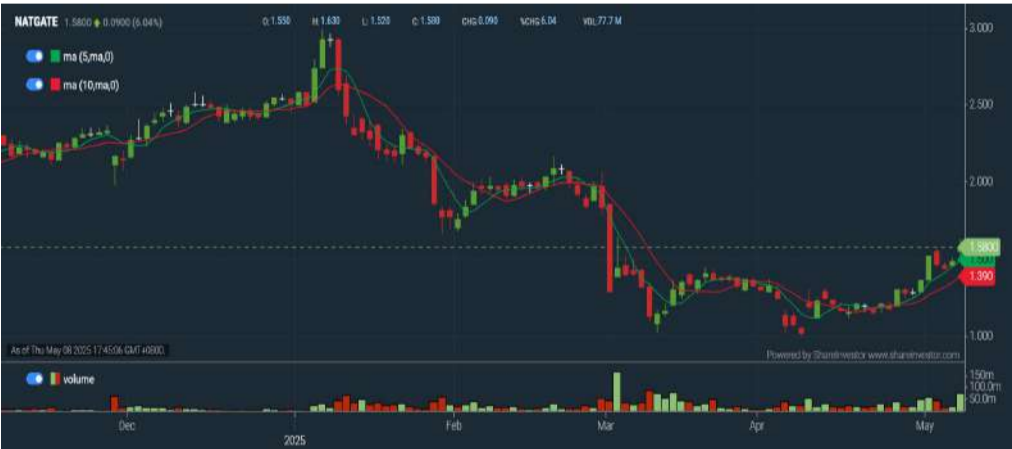 NATGATE 1.5800 0.0900 (6.04%) O: 1.550 H: 1.630 L: 1.520 C: 1.580 CHG:0.090 %CHG:6.04 VOL:77.7 M
ma (5,ma,0)
ma (10,ma,0)
3.000
2.500
2.000
1.5800
1.500
1.390
1.000
As of Thu May 08 2025 17:45:06 GMT+0800.
Powered by ShareInvestor www.shareinvestor.com
volume
150m
100.0m
50.0m
Dec Feb Mar Apr May
2025